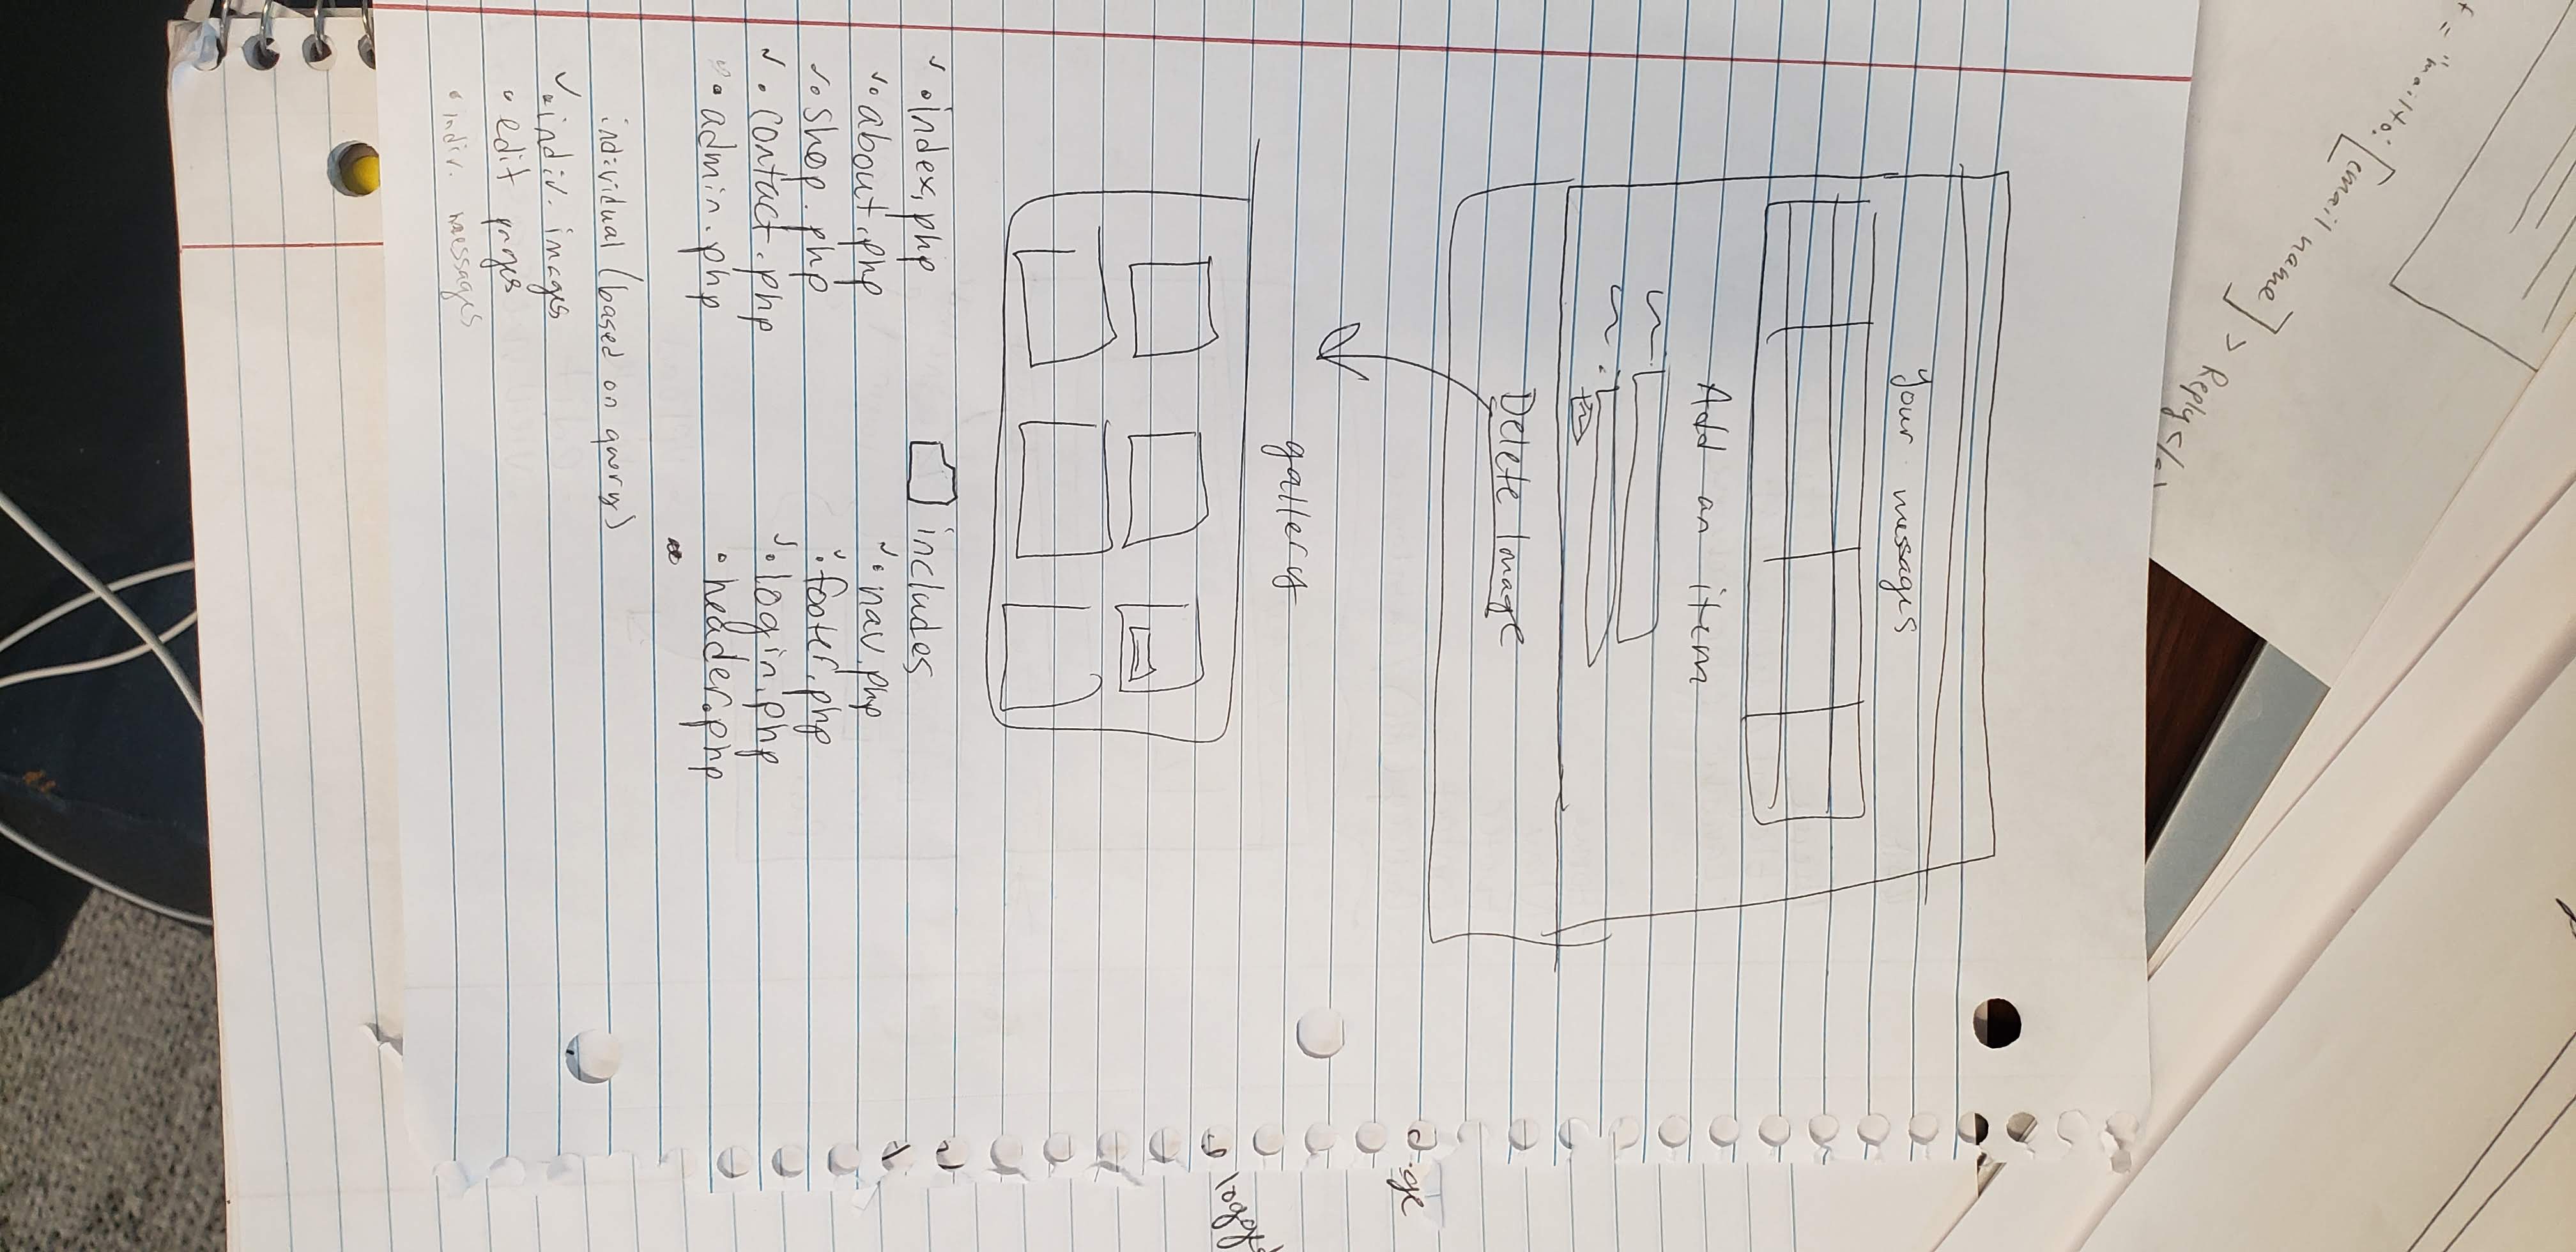 = "mailto: [email name] > Reply </a>
Your messages
Add an item
Delete Image
gallery
index.php
about.php
shop.php
contact.php
admin.php
includes
nav.php
footer.php
login.php
header.php
individual (based on query)
indiv. images
edit pages
indiv. messages
ge
logge